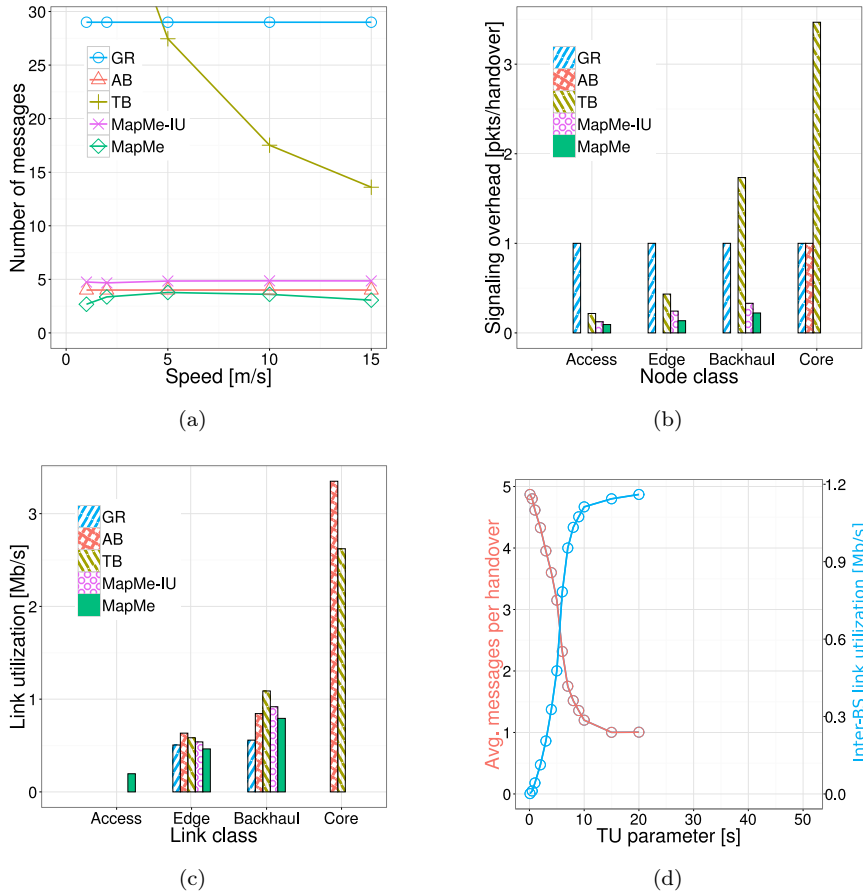 30
25
20
15
10
5
0
Number of messages
GR
AB
TB
MapMe-IU
MapMe
0 5 10 15
Speed [m/s]
(a)
3
2
1
0
Signaling overhead [pkts/handover]
GR
AB
TB
MapMe-IU
MapMe
Access Edge Backhaul Core
Node class
(b)
3
2
1
0
Link utilization [Mb/s]
GR
AB
TB
MapMe-IU
MapMe
Access Edge Backhaul Core
Link class
(c)
5
4
3
2
1
0
Avg. messages per handover
1.2
0.9
0.6
0.3
0.0
Inter-BS link utilization [Mb/s]
0 10 20 30 40 50
TU parameter [s]
(d)